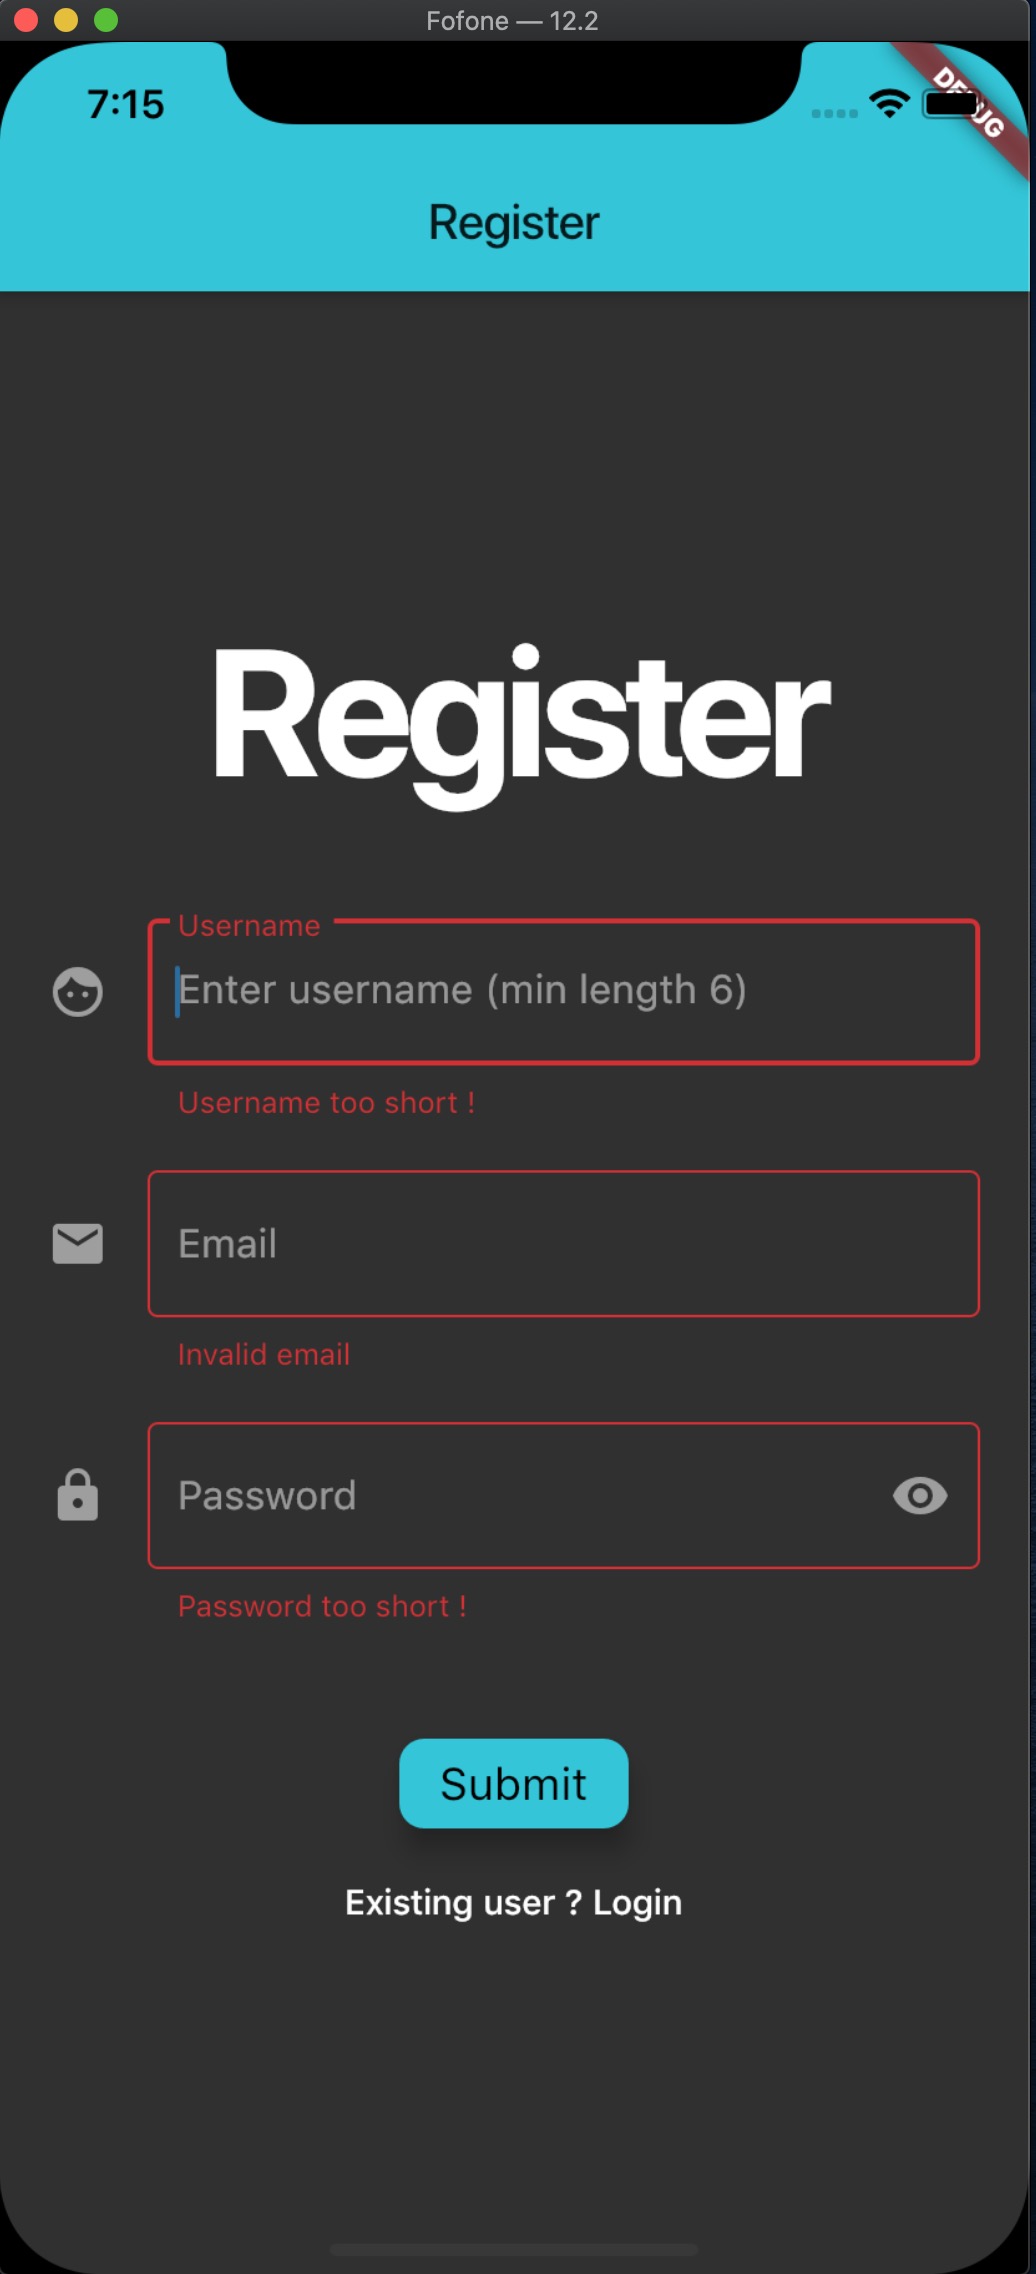 Fofone — 12.2
7:15
DEBUG
Register
Register
Username
Enter username (min length 6)
Username too short !
Email
Invalid email
Password
Password too short !
Submit
Existing user ? Login